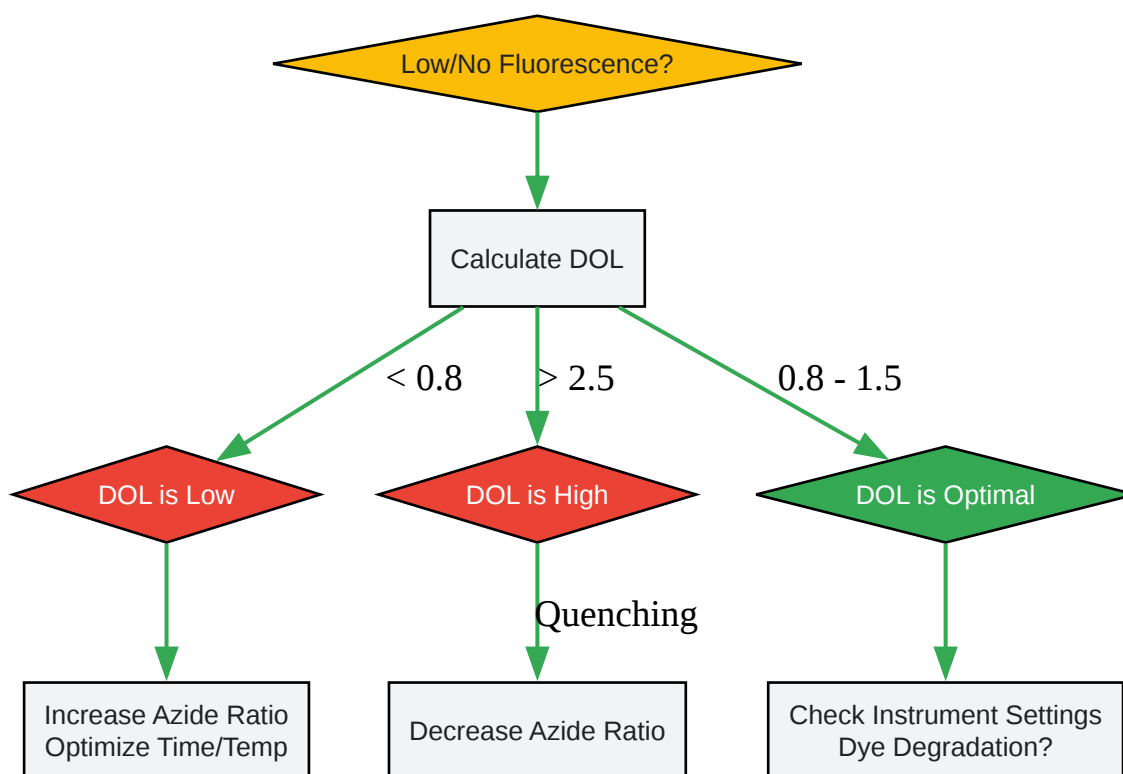 Low/No Fluorescence?
Calculate DOL
< 0.8
> 2.5
0.8 - 1.5
DOL is Low
DOL is High
DOL is Optimal
Quenching
Increase Azide Ratio
Optimize Time/Temp
Decrease Azide Ratio
Check Instrument Settings
Dye Degradation?